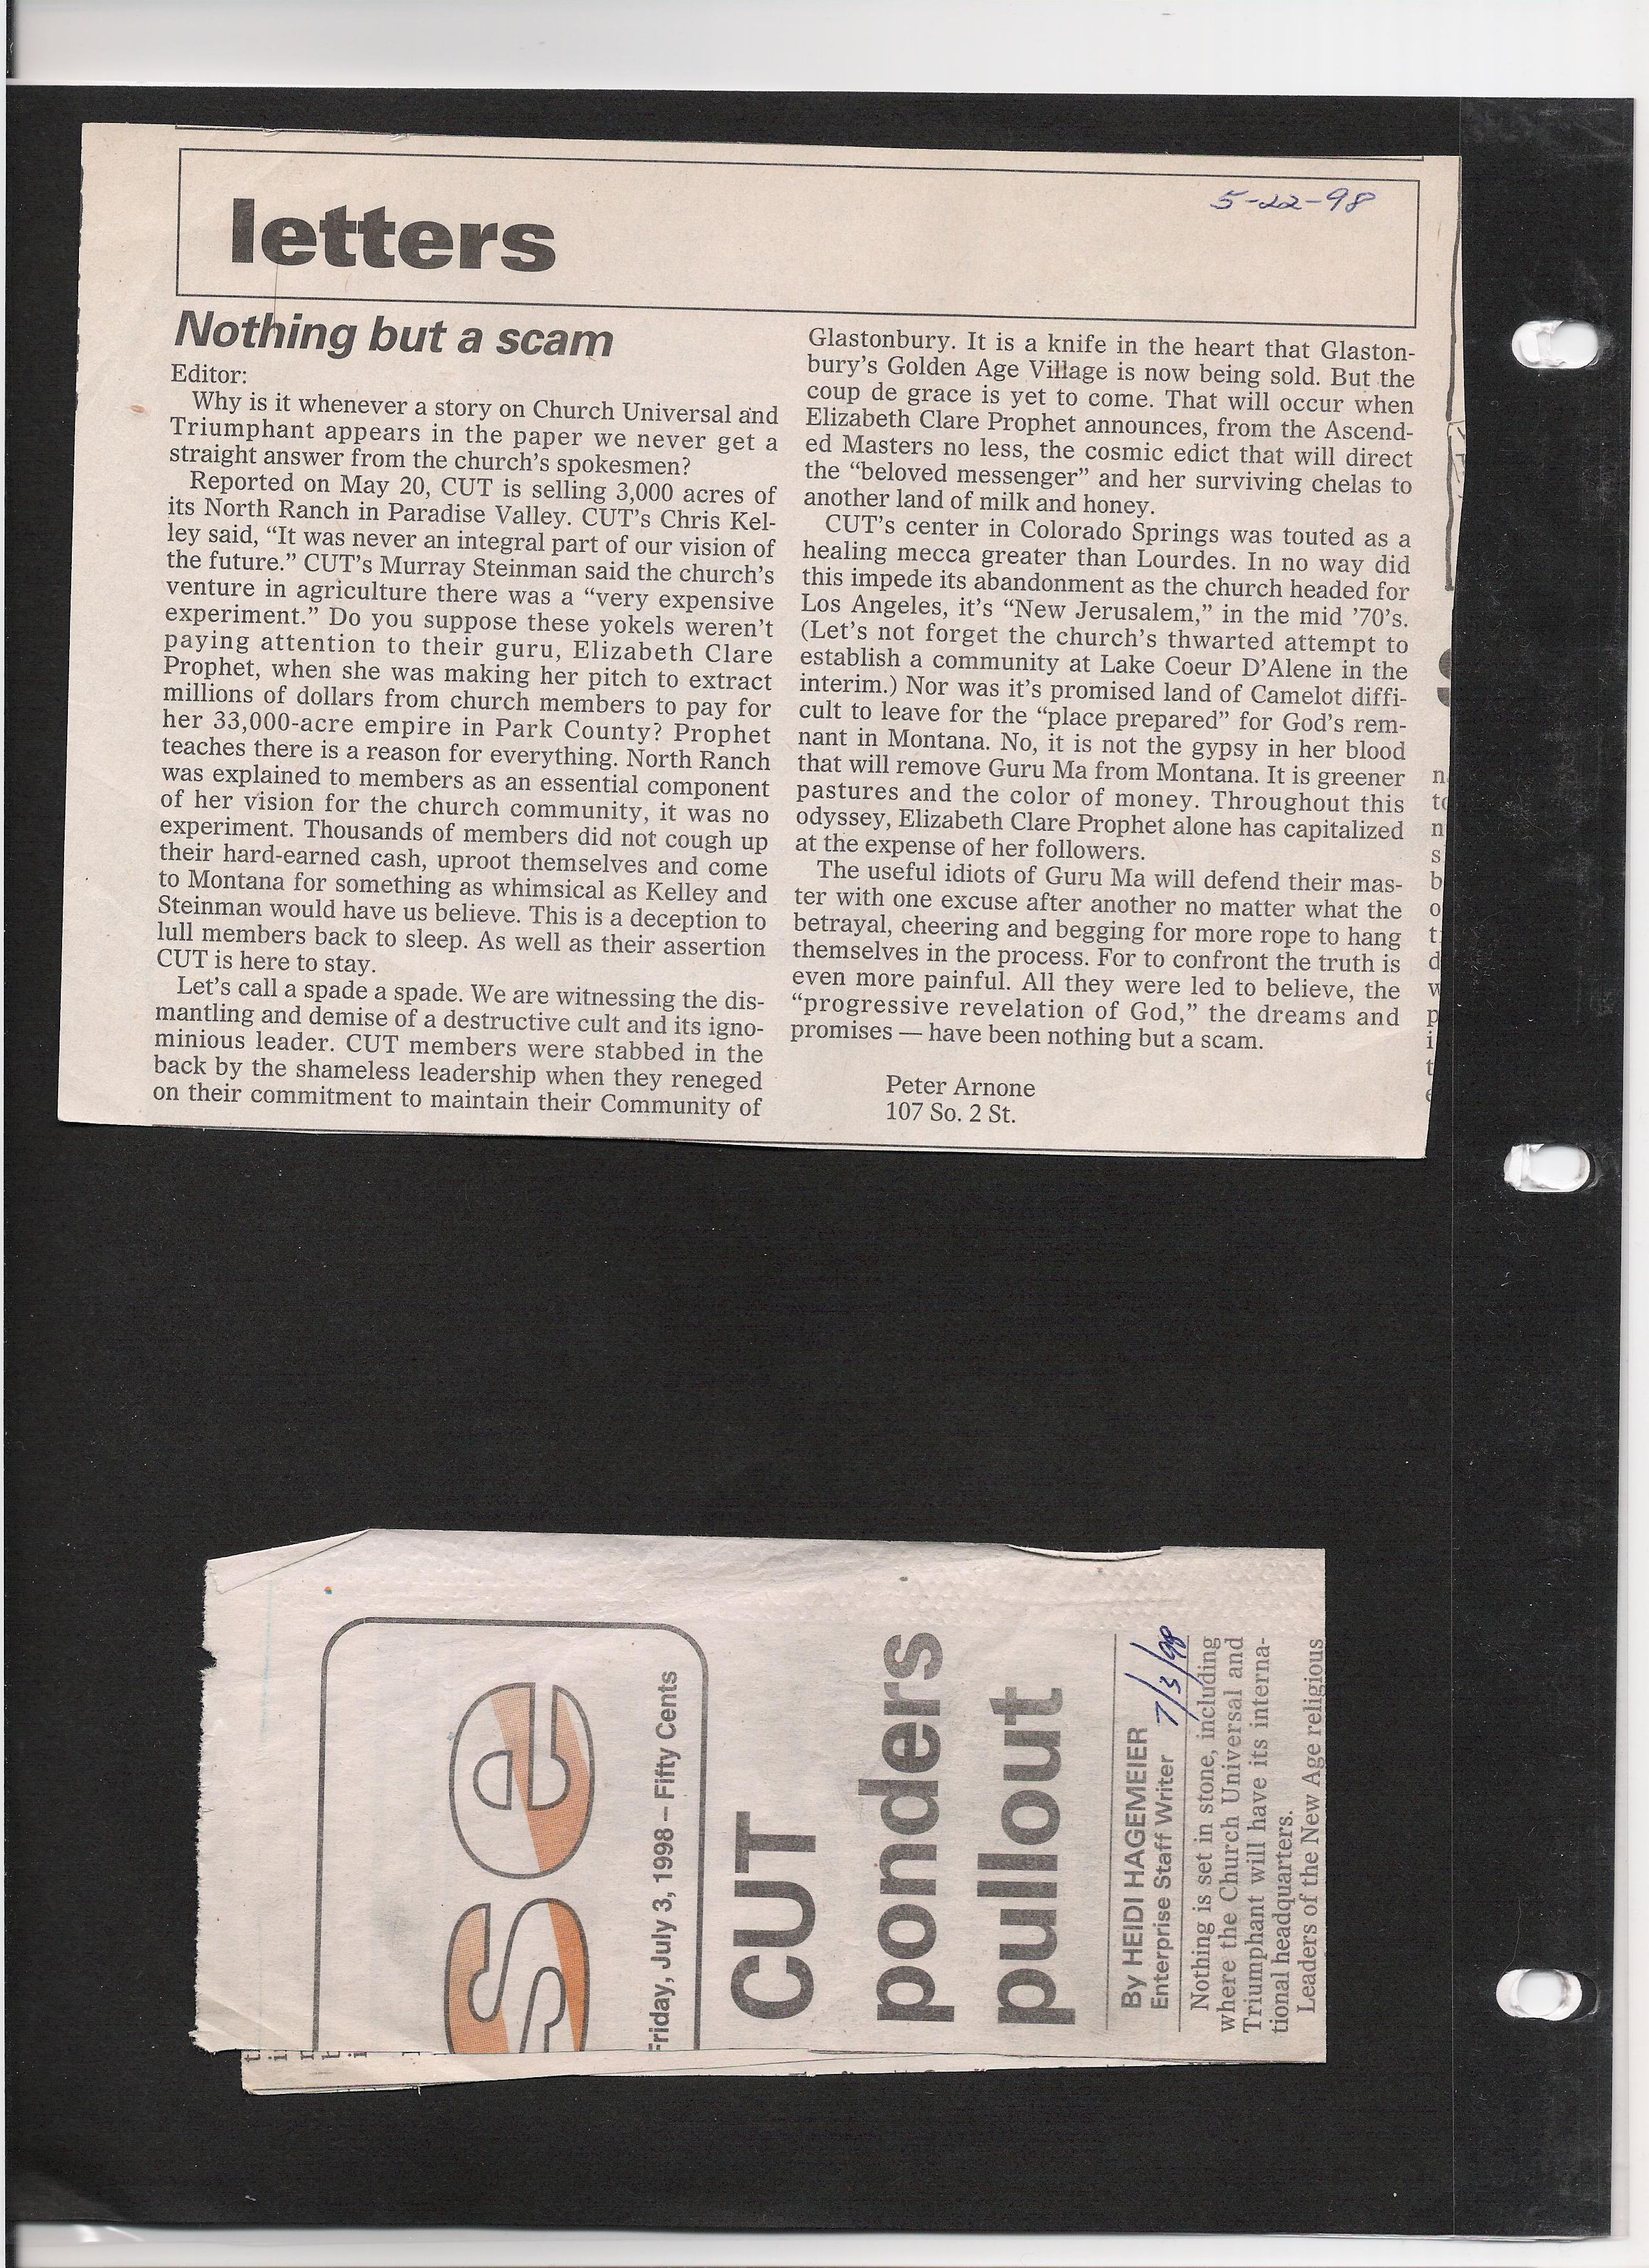 5-22-98
letters
Nothing but a scam
Editor:
Why is it whenever a story on Church Universal and
Triumphant appears in the paper we never get a
straight answer from the church's spokesmen?
Reported on May 20, CUT is selling 3,000 acres of
its North Ranch in Paradise Valley. CUT's Chris Kel-
ley said, “It was never an integral part of our vision of
the future.” CUT's Murray Steinman said the church's
venture in agriculture there was a “very expensive
experiment.” Do you suppose these yokels weren't
paying attention to their guru, Elizabeth Clare
Prophet, when she was making her pitch to extract
millions of dollars from church members to pay for
her 33,000-acre empire in Park County? Prophet
teaches there is a reason for everything. North Ranch
was explained to members as an essential component
of her vision for the church community, it was no
experiment. Thousands of members did not cough up
their hard-earned cash, uproot themselves and come
to Montana for something as whimsical as Kelley and
Steinman would have us believe. This is a deception to
lull members back to sleep. As well as their assertion
CUT is here to stay.
Let's call a spade a spade. We are witnessing the dis-
mantling and demise of a destructive cult and its igno-
minious leader. CUT members were stabbed in the
back by the shameless leadership when they reneged
on their commitment to maintain their Community of
Glastonbury. It is a knife in the heart that Glaston-
bury's Golden Age Village is now being sold. But the
coup de grace is yet to come. That will occur when
Elizabeth Clare Prophet announces, from the Ascend-
ed Masters no less, the cosmic edict that will direct
the “beloved messenger” and her surviving chelas to
another land of milk and honey.
CUT's center in Colorado Springs was touted as a
healing mecca greater than Lourdes. In no way did
this impede its abandonment as the church headed for
Los Angeles, it's “New Jerusalem,” in the mid '70's.
(Let's not forget the church's thwarted attempt to
establish a community at Lake Coeur D'Alene in the
interim.) Nor was it's promised land of Camelot diffi-
cult to leave for the “place prepared” for God's rem-
nant in Montana. No, it is not the gypsy in her blood
that will remove Guru Ma from Montana. It is greener
pastures and the color of money. Throughout this
odyssey, Elizabeth Clare Prophet alone has capitalized
at the expense of her followers.
The useful idiots of Guru Ma will defend their mas-
ter with one excuse after another no matter what the
betrayal, cheering and begging for more rope to hang
themselves in the process. For to confront the truth is
even more painful. All they were led to believe, the
“progressive revelation of God,” the dreams and
promises — have been nothing but a scam.
Peter Arnone
107 So. 2 St.
se
Friday, July 3, 1998 – Fifty Cents
CUT
ponders
pullout
By HEIDI HAGEMEIER
Enterprise Staff Writer
7/3/98
Nothing is set in stone, including
where the Church Universal and
Triumphant will have its interna-
tional headquarters.
Leaders of the New Age religious